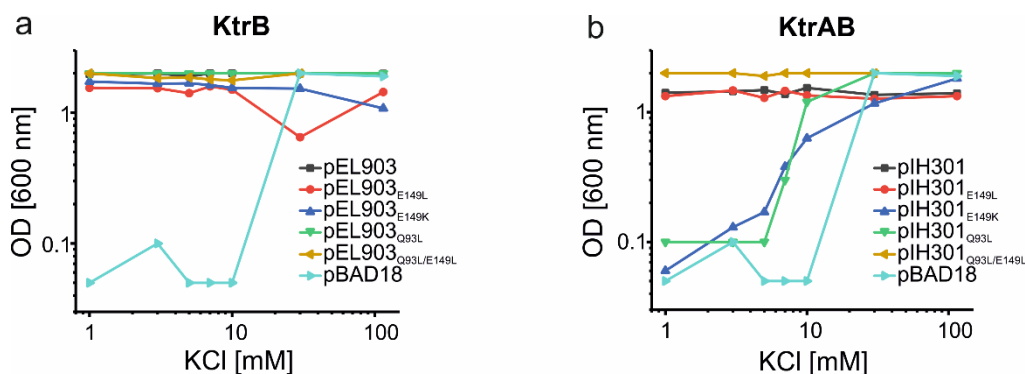 a
KtrB
OD [600 nm]
1
0.1
pEL903
pEL903E149L
pEL903E149K
pEL903Q93L
pEL903Q93L/E149L
pBAD18
1
10
100
KCl [mM]
b
KtrAB
OD [600 nm]
1
0.1
pIH301
pIH301E149L
pIH301E149K
pIH301Q93L
pIH301Q93L/E149L
pBAD18
1
10
100
KCl [mM]